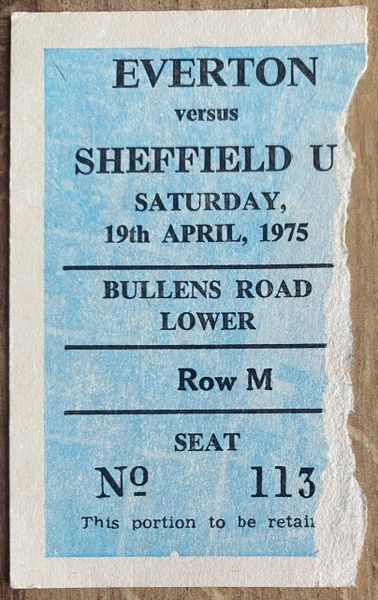 EVERTON
versus
SHEFFIELD U
SATURDAY,
19th APRIL, 1975
BULLENS ROAD
LOWER
Row M
SEAT
Nº 113
This portion to be retai